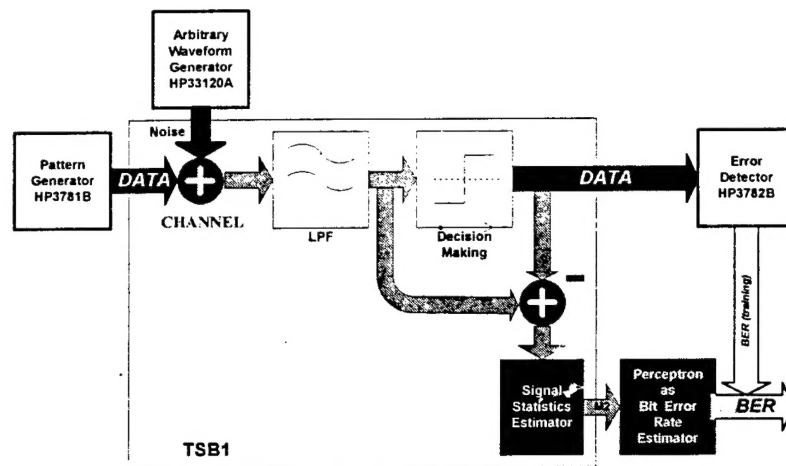 Arbitrary
Waveform
Generator
HP33120A
Noise
Pattern
Generator
HP3781B
DATA
CHANNEL
LPF
Decision
Making
DATA
Error
Detector
HP3782B
BER (training)
Signal
Statistics
Estimator
Perceptron
as
Bit Error
Rate
Estimator
BER
TSB1